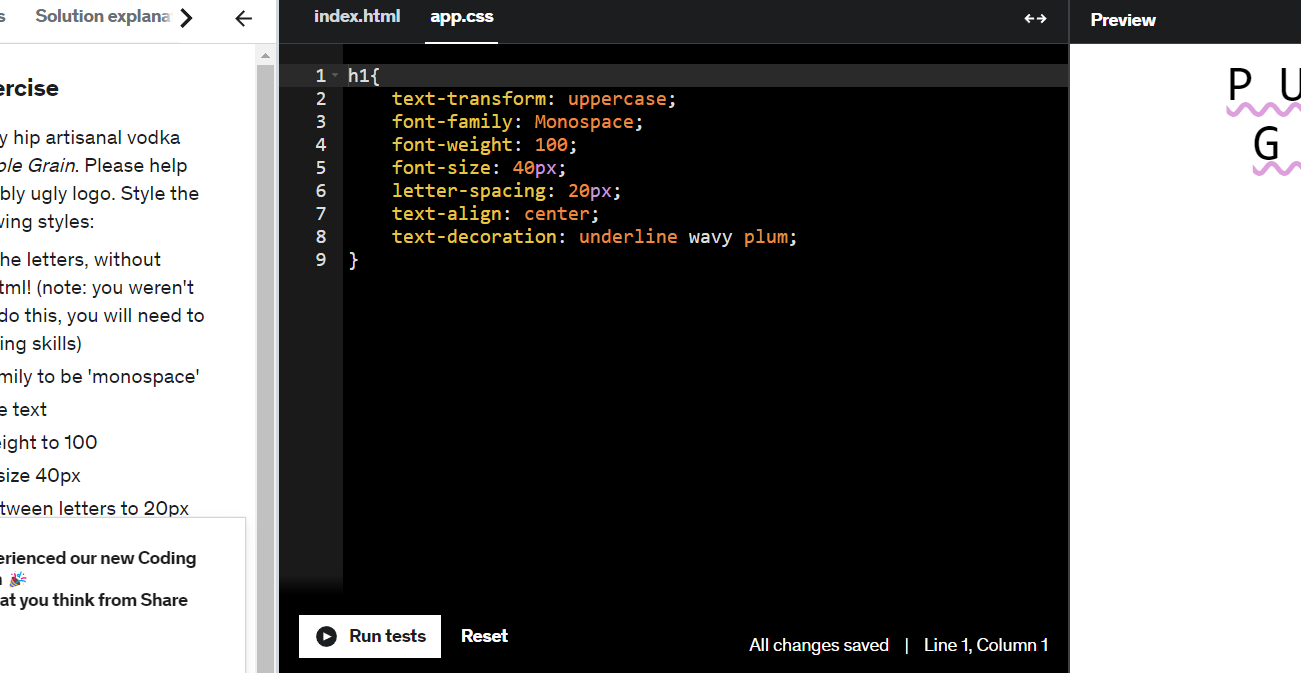 s Solution explana
ercise
y hip artisanal vodka
ple Grain. Please help
bly ugly logo. Style the
ving styles:
he letters, without
tml! (note: you weren't
do this, you will need to
ing skills)
mily to be 'monospace'
e text
eight to 100
size 40px
tween letters to 20px
erienced our new Coding
n 🎉
at you think from Share
index.html app.css
1 h1{
2 text-transform: uppercase;
3 font-family: Monospace;
4 font-weight: 100;
5 font-size: 40px;
6 letter-spacing: 20px;
7 text-align: center;
8 text-decoration: underline wavy plum;
9 }
Run tests Reset
All changes saved | Line 1, Column 1
Preview
P U
G